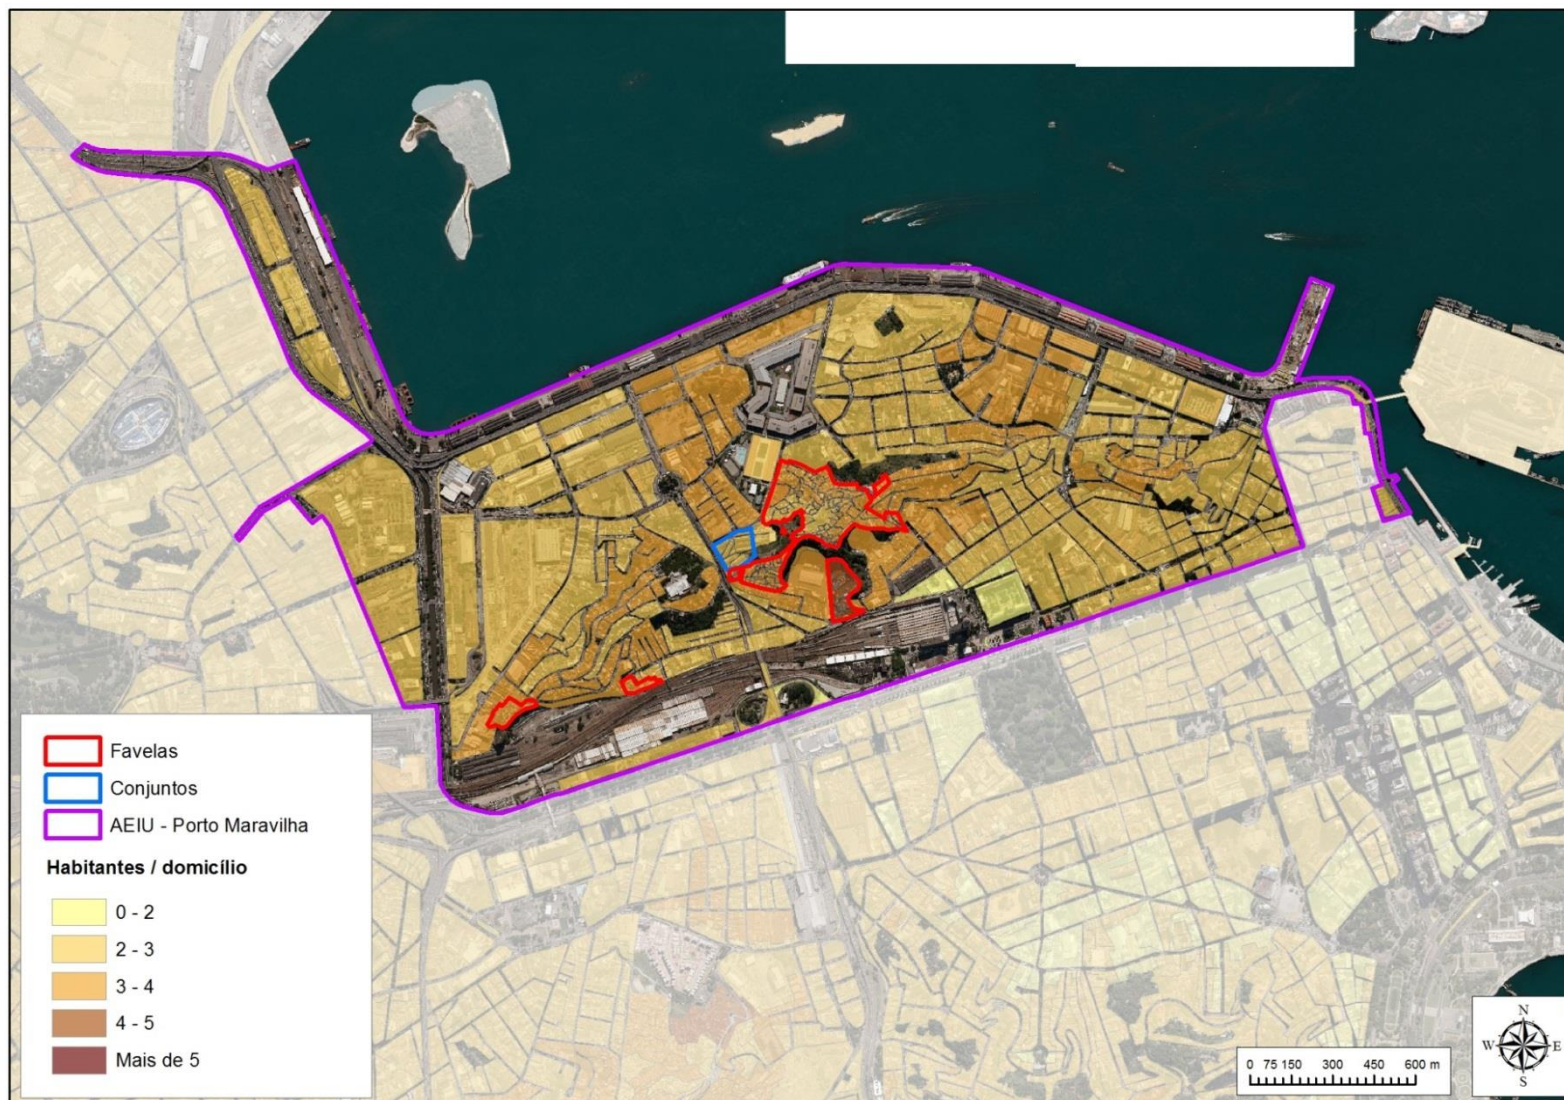 Favelas
Conjuntos
AEIU - Porto Maravilha
Habitantes / domicílio
0 - 2
2 - 3
3 - 4
4 - 5
Mais de 5
N
W E
S
0 75 150 300 450 600 m